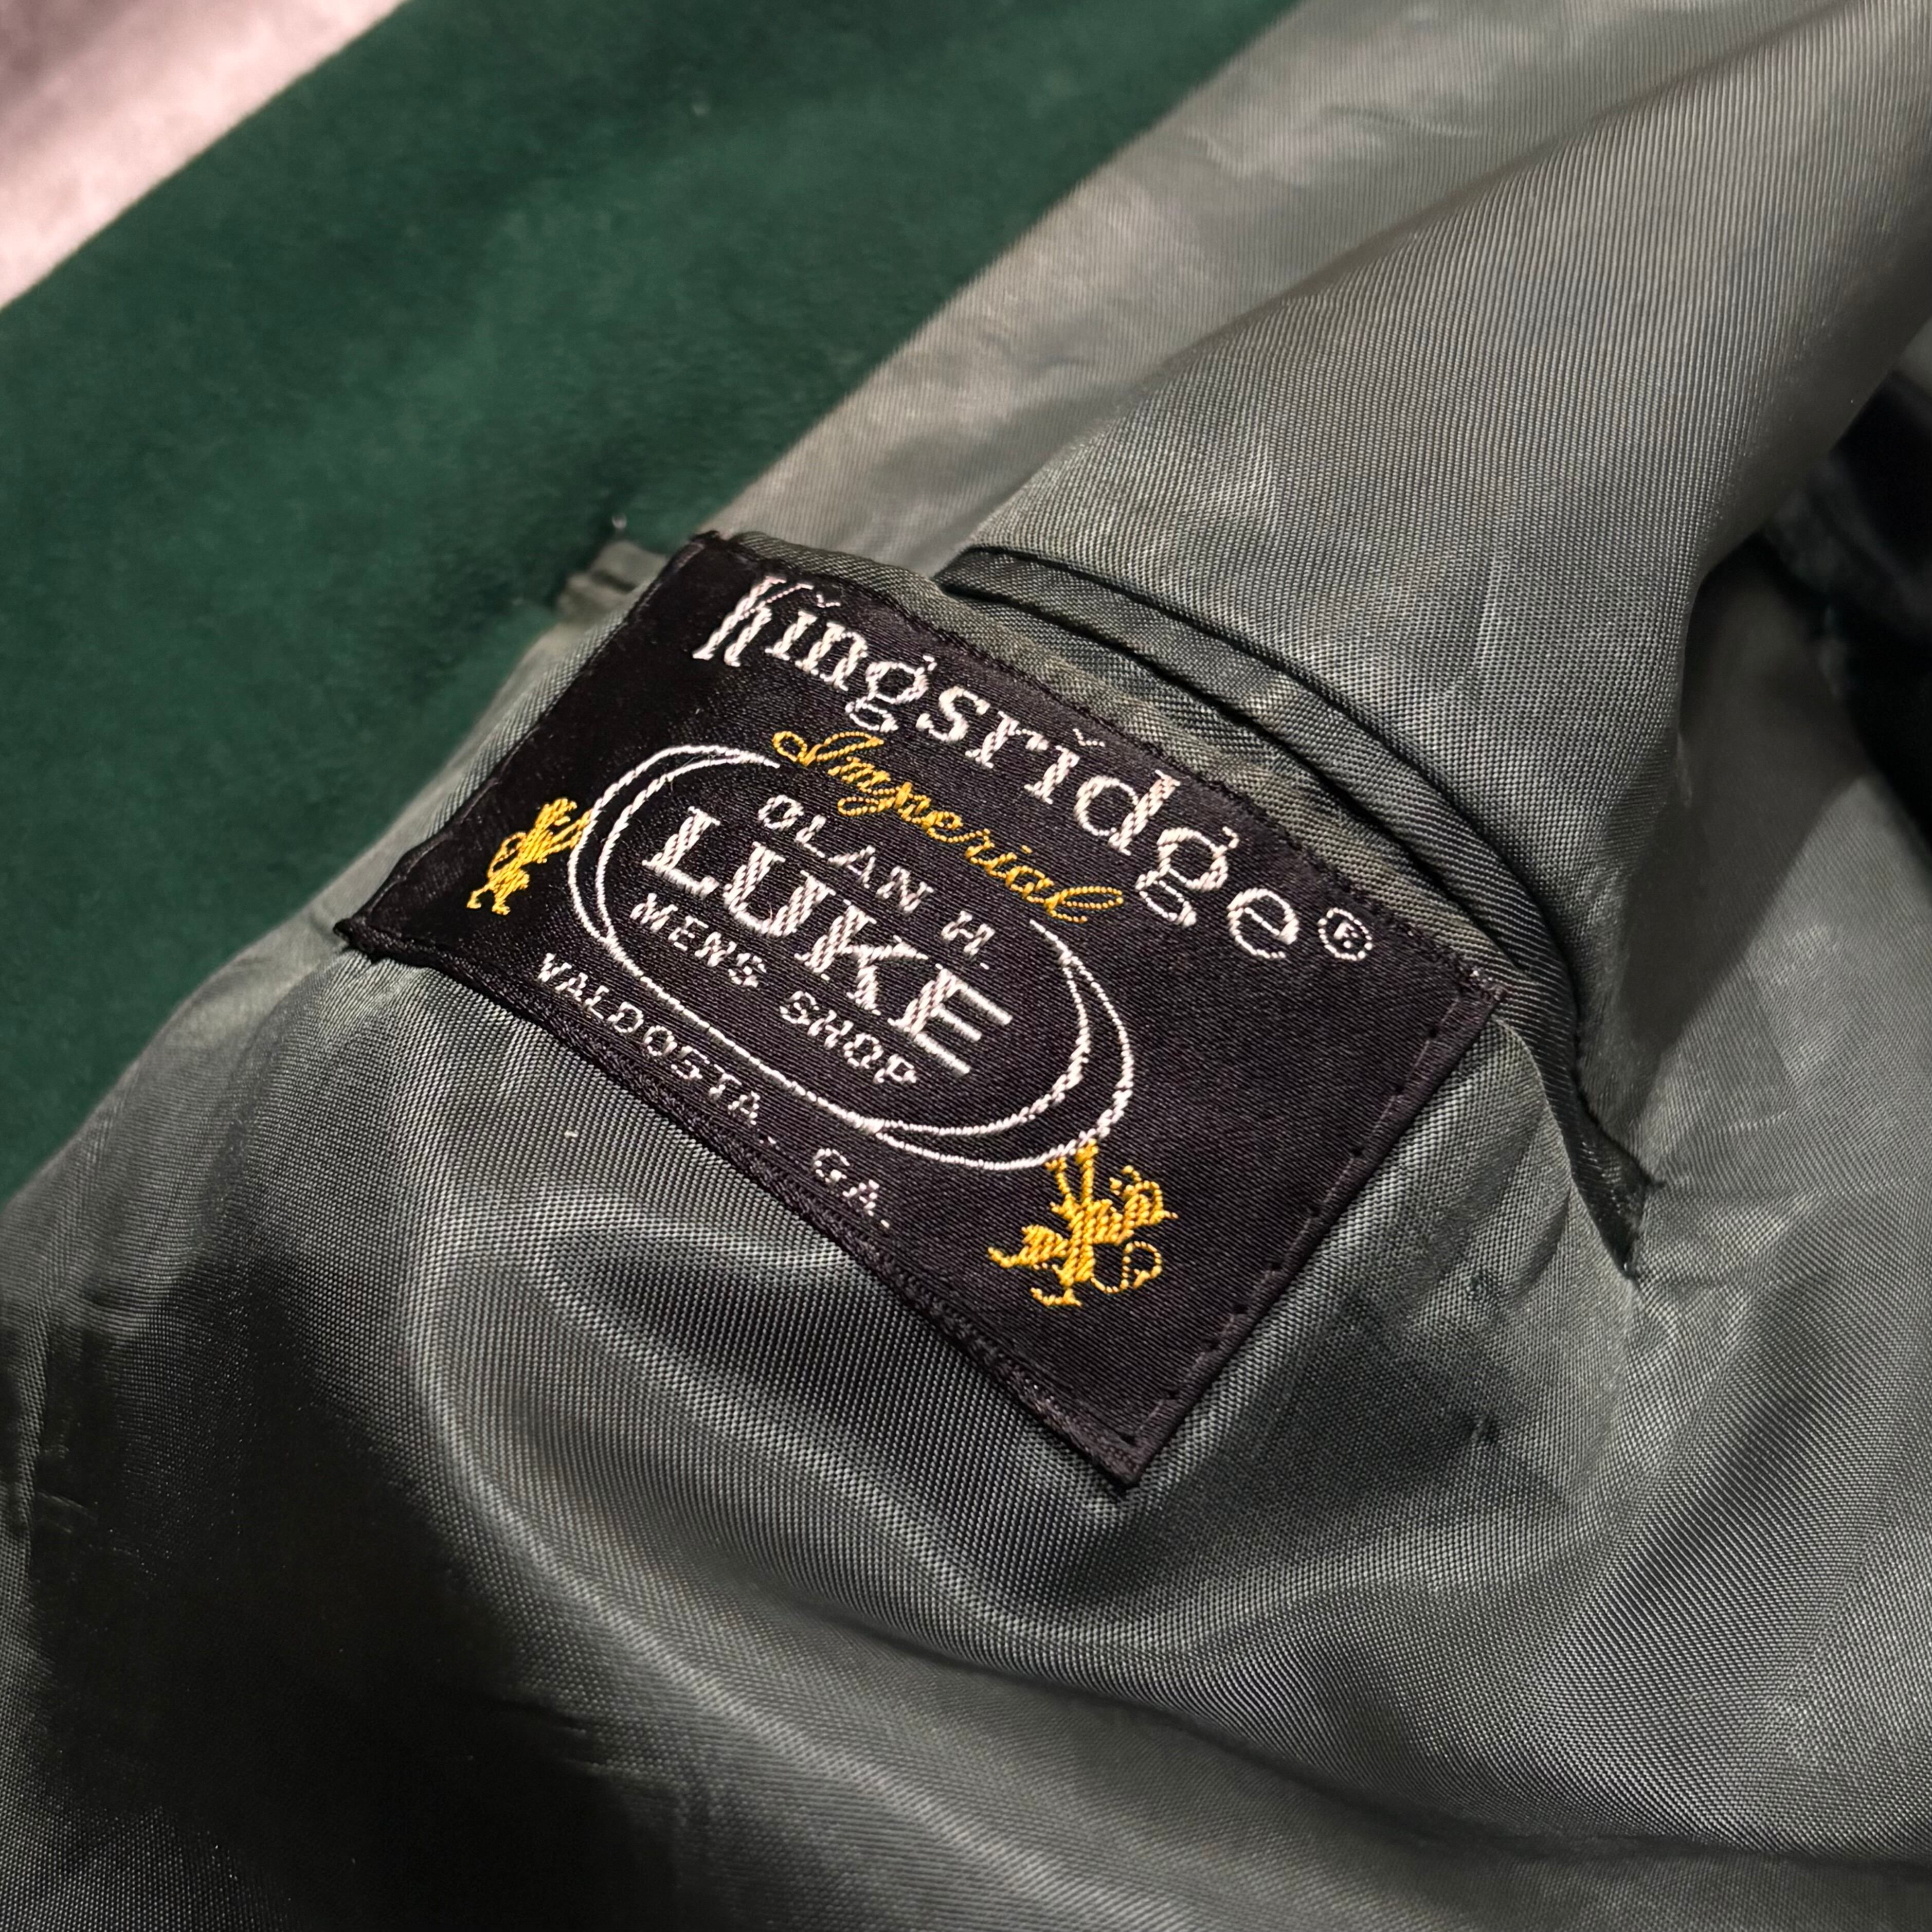 Kingsridge®
Imperial
OLAN H.
LUKE
MENS SHOP
VALDOSTA, GA.